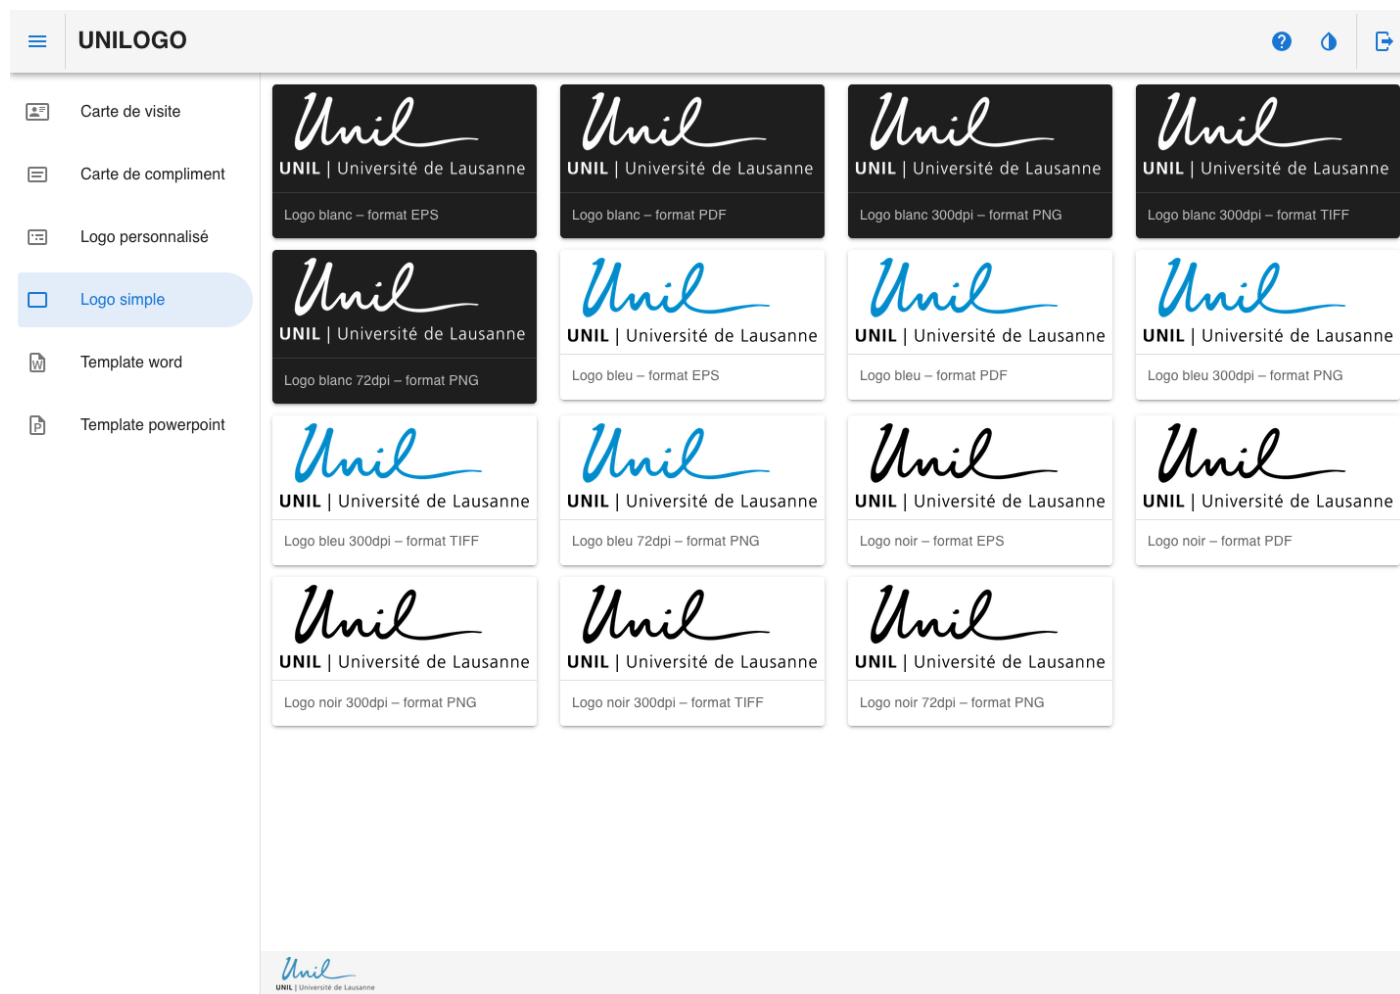 UNILOGO
Carte de visite
Carte de compliment
Logo personnalisé
Logo simple
Template word
Template powerpoint
Unil
UNIL | Université de Lausanne
Logo blanc – format EPS
Unil
UNIL | Université de Lausanne
Logo blanc – format PDF
Unil
UNIL | Université de Lausanne
Logo blanc 300dpi – format PNG
Unil
UNIL | Université de Lausanne
Logo blanc 300dpi – format TIFF
Unil
UNIL | Université de Lausanne
Logo blanc 72dpi – format PNG
Unil
UNIL | Université de Lausanne
Logo bleu – format EPS
Unil
UNIL | Université de Lausanne
Logo bleu – format PDF
Unil
UNIL | Université de Lausanne
Logo bleu 300dpi – format PNG
Unil
UNIL | Université de Lausanne
Logo bleu 300dpi – format TIFF
Unil
UNIL | Université de Lausanne
Logo bleu 72dpi – format PNG
Unil
UNIL | Université de Lausanne
Logo noir – format EPS
Unil
UNIL | Université de Lausanne
Logo noir – format PDF
Unil
UNIL | Université de Lausanne
Logo noir 300dpi – format PNG
Unil
UNIL | Université de Lausanne
Logo noir 300dpi – format TIFF
Unil
UNIL | Université de Lausanne
Logo noir 72dpi – format PNG
Unil
UNIL | Université de Lausanne